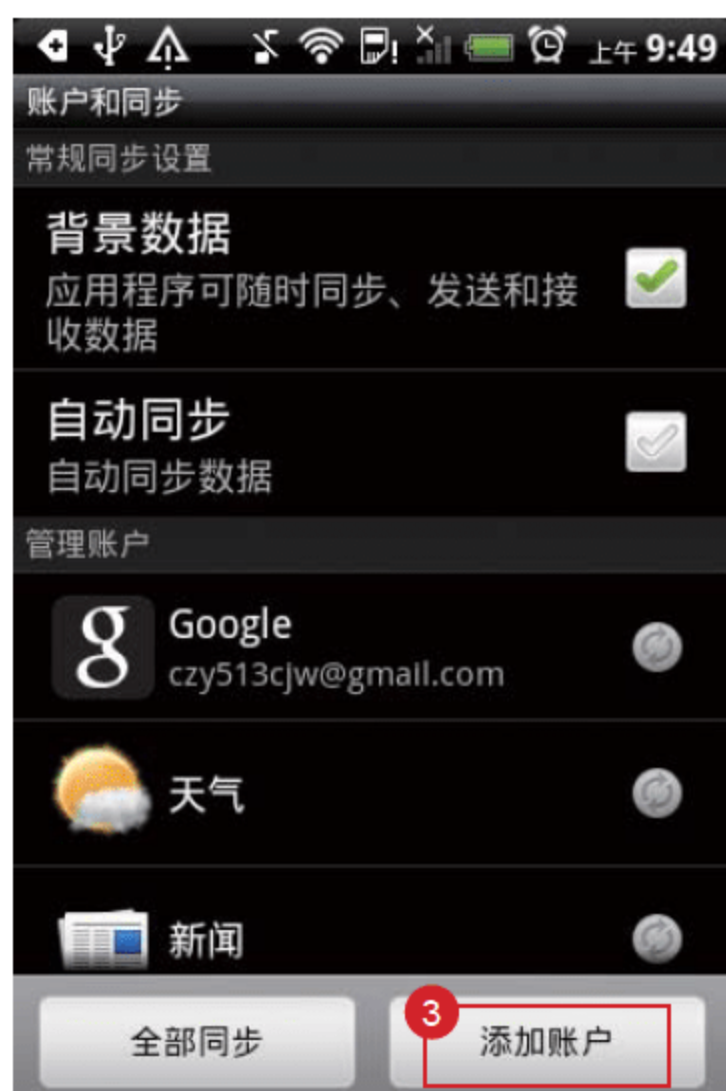 上午 9:49
账户和同步
常规同步设置
背景数据
应用程序可随时同步、发送和接
收数据
自动同步
自动同步数据
管理账户
Google
czy513cjw@gmail.com
天气
新闻
全部同步
3
添加账户